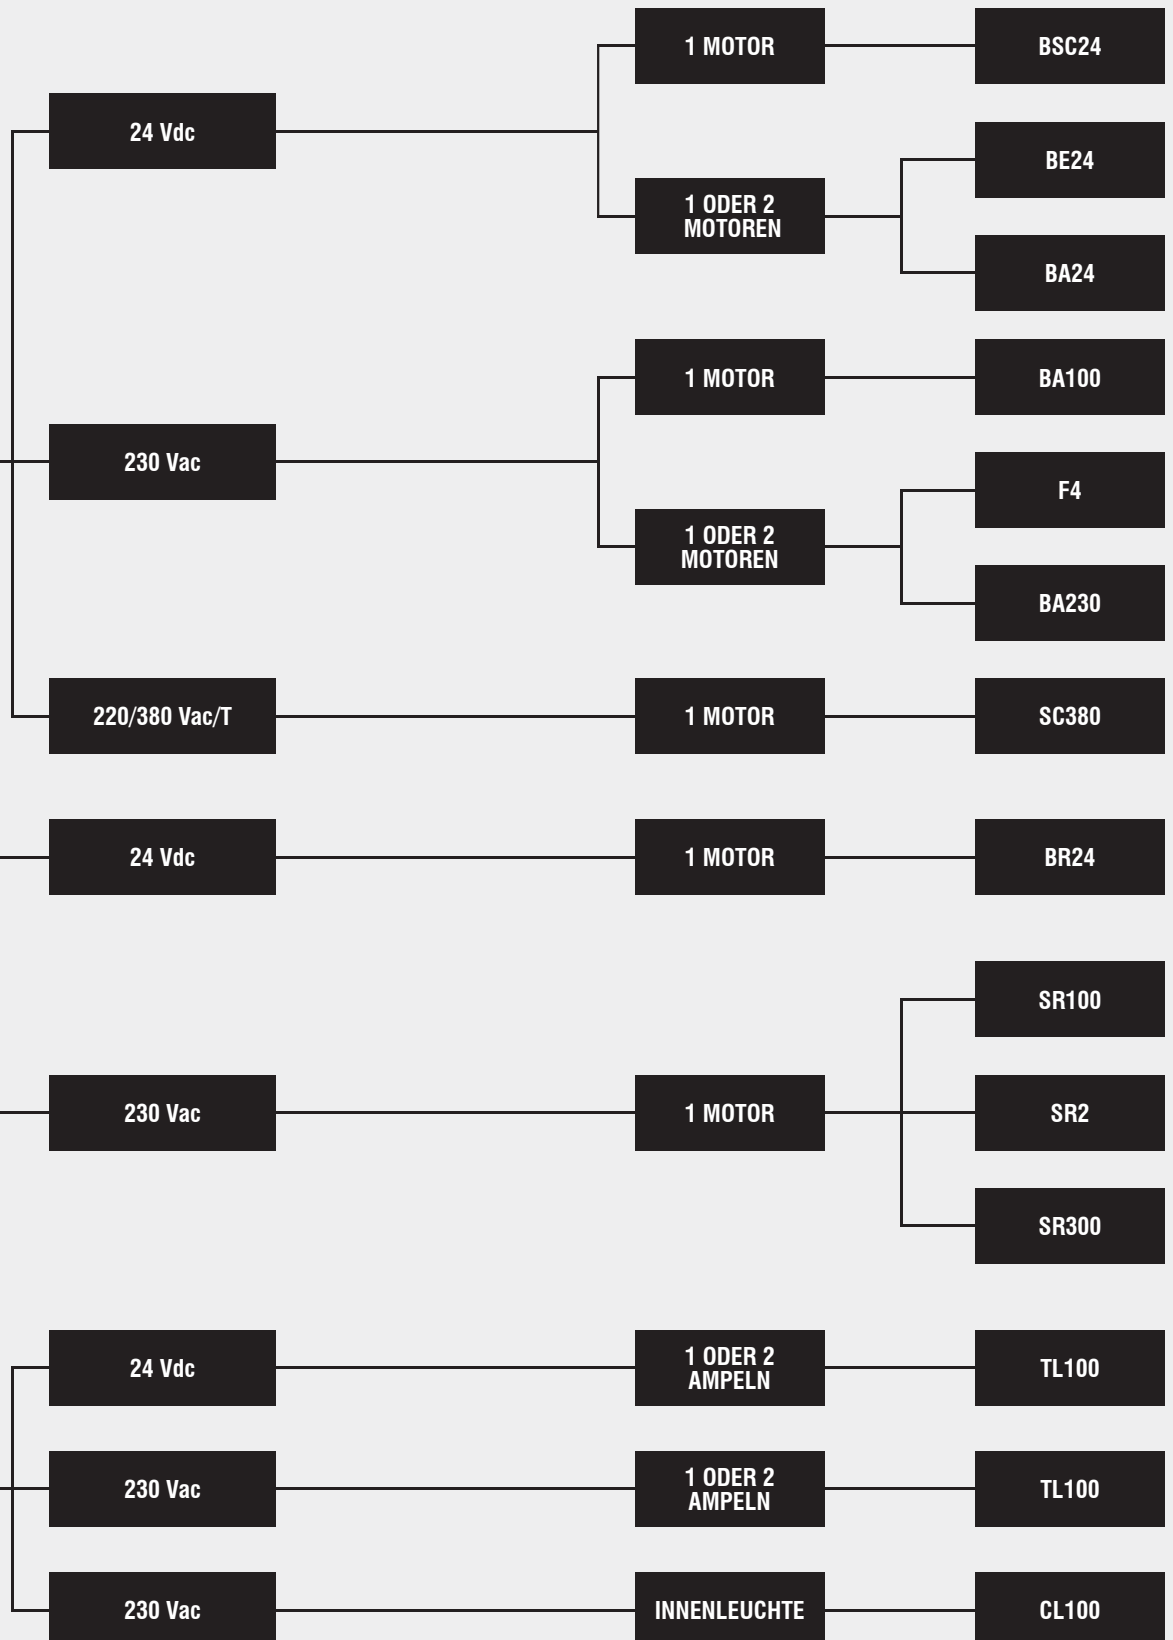 24 Vdc
1 MOTOR
BSC24
1 ODER 2
MOTOREN
BE24
BA24
230 Vac
1 MOTOR
BA100
1 ODER 2
MOTOREN
F4
BA230
220/380 Vac/T
1 MOTOR
SC380
24 Vdc
1 MOTOR
BR24
230 Vac
1 MOTOR
SR100
SR2
SR300
24 Vdc
1 ODER 2
AMPELN
TL100
230 Vac
1 ODER 2
AMPELN
TL100
230 Vac
INNENLEUCHTE
CL100